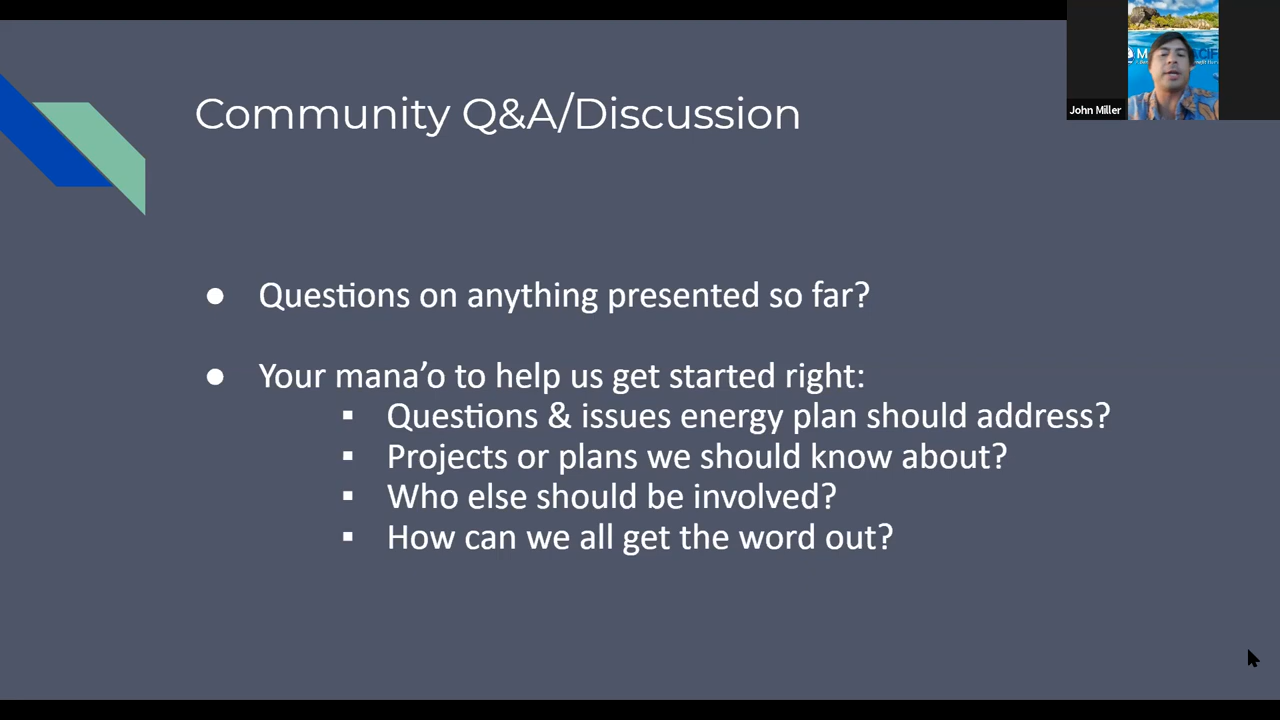 Community Q&A/Discussion
● Questions on anything presented so far?
● Your mana’o to help us get started right:
▪ Questions & issues energy plan should address?
▪ Projects or plans we should know about?
▪ Who else should be involved?
▪ How can we all get the word out?
John Miller